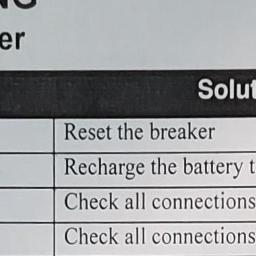 NG
er
Solut
Reset the breaker
Recharge the battery t
Check all connections
Check all connections